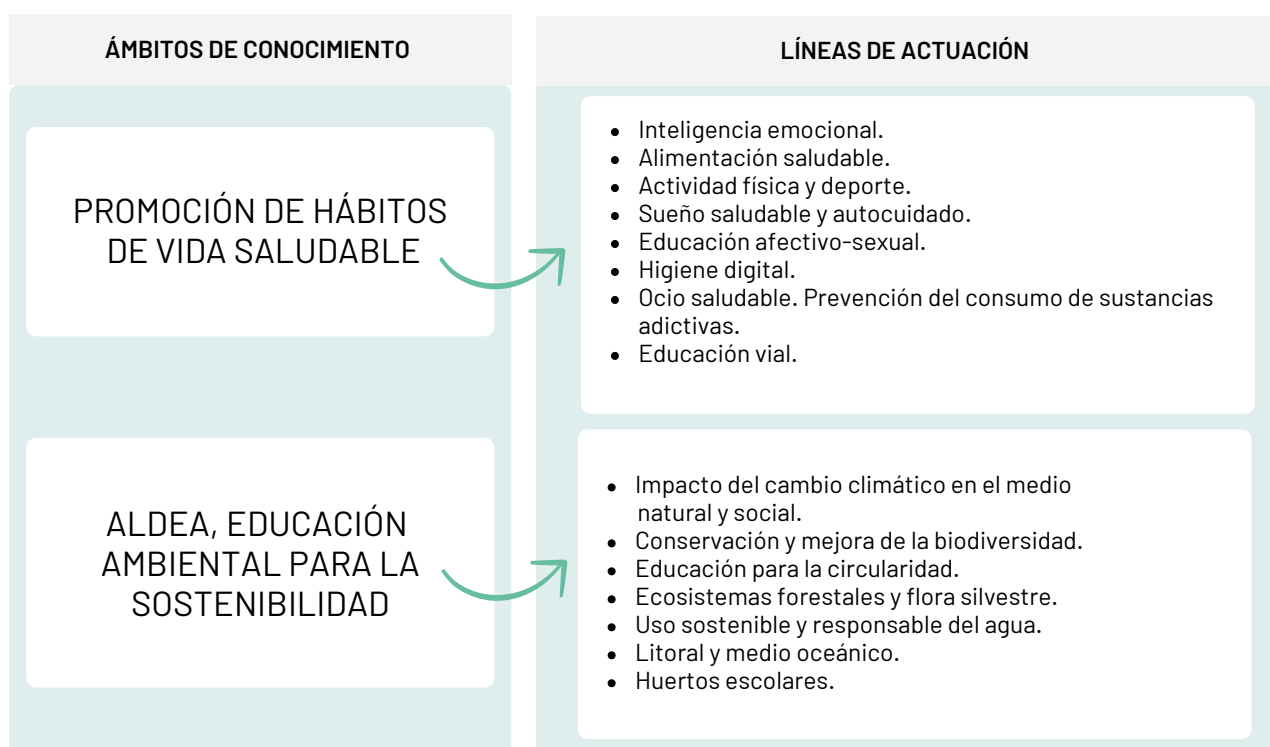 ÁMBITOS DE CONOCIMIENTO
LÍNEAS DE ACTUACIÓN
PROMOCIÓN DE HÁBITOS
DE VIDA SALUDABLE
• Inteligencia emocional.
• Alimentación saludable.
• Actividad física y deporte.
• Sueño saludable y autocuidado.
• Educación afectivo-sexual.
• Higiene digital.
• Ocio saludable. Prevención del consumo de sustancias
adictivas.
• Educación vial.
ALDEA, EDUCACIÓN
AMBIENTAL PARA LA
SOSTENIBILIDAD
• Impacto del cambio climático en el medio
natural y social.
• Conservación y mejora de la biodiversidad.
• Educación para la circularidad.
• Ecosistemas forestales y flora silvestre.
• Uso sostenible y responsable del agua.
• Litoral y medio oceánico.
• Huertos escolares.